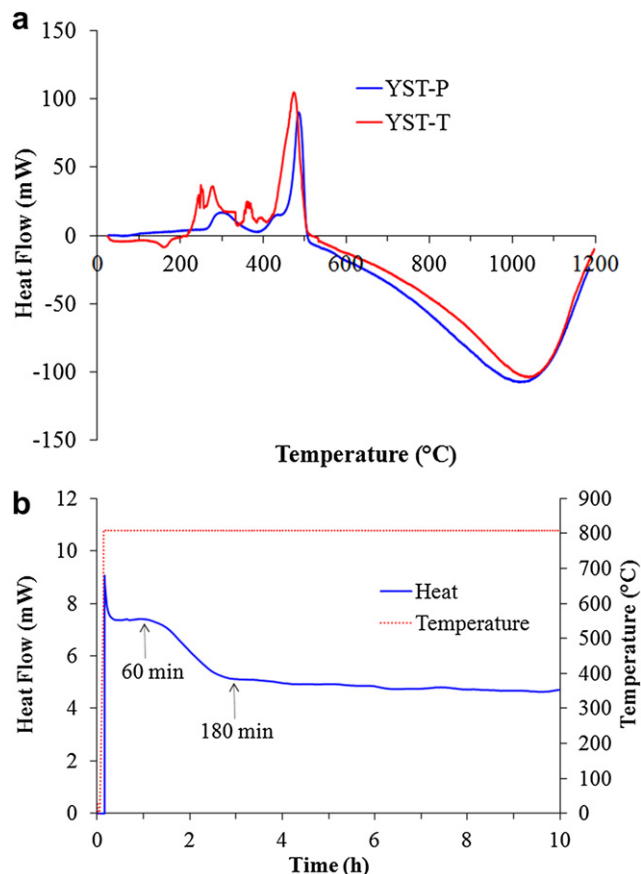 a
150
YST-P
YST-T
100
50
0
0 200 400 600 800 1000 1200
-50
-100
-150
Heat Flow (mW)
Temperature (°C)
b
12
10
8
6
4
2
0
Heat Flow (mW)
Heat
Temperature
60 min
180 min
900
800
700
600
500
400
300
200
100
0
Temperature (°C)
0 2 4 6 8 10
Time (h)